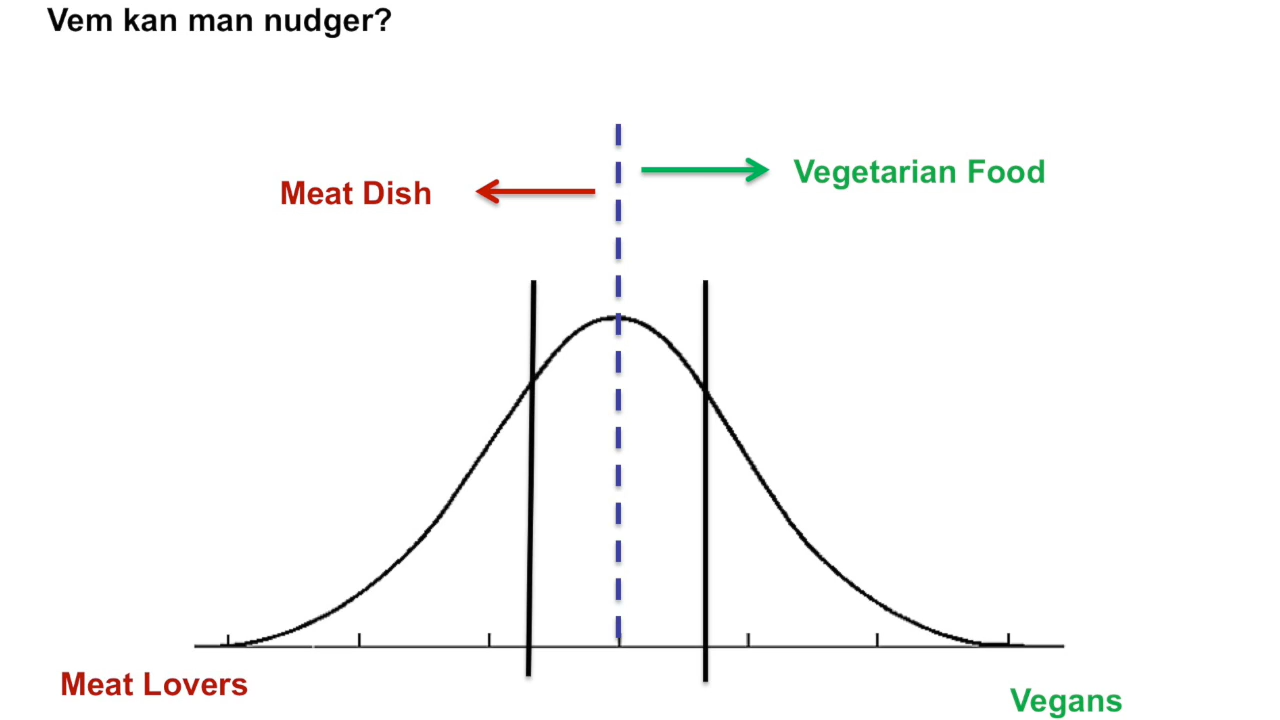 Vem kan man nudger?
Vegetarian Food
Meat Dish
Meat Lovers
Vegans